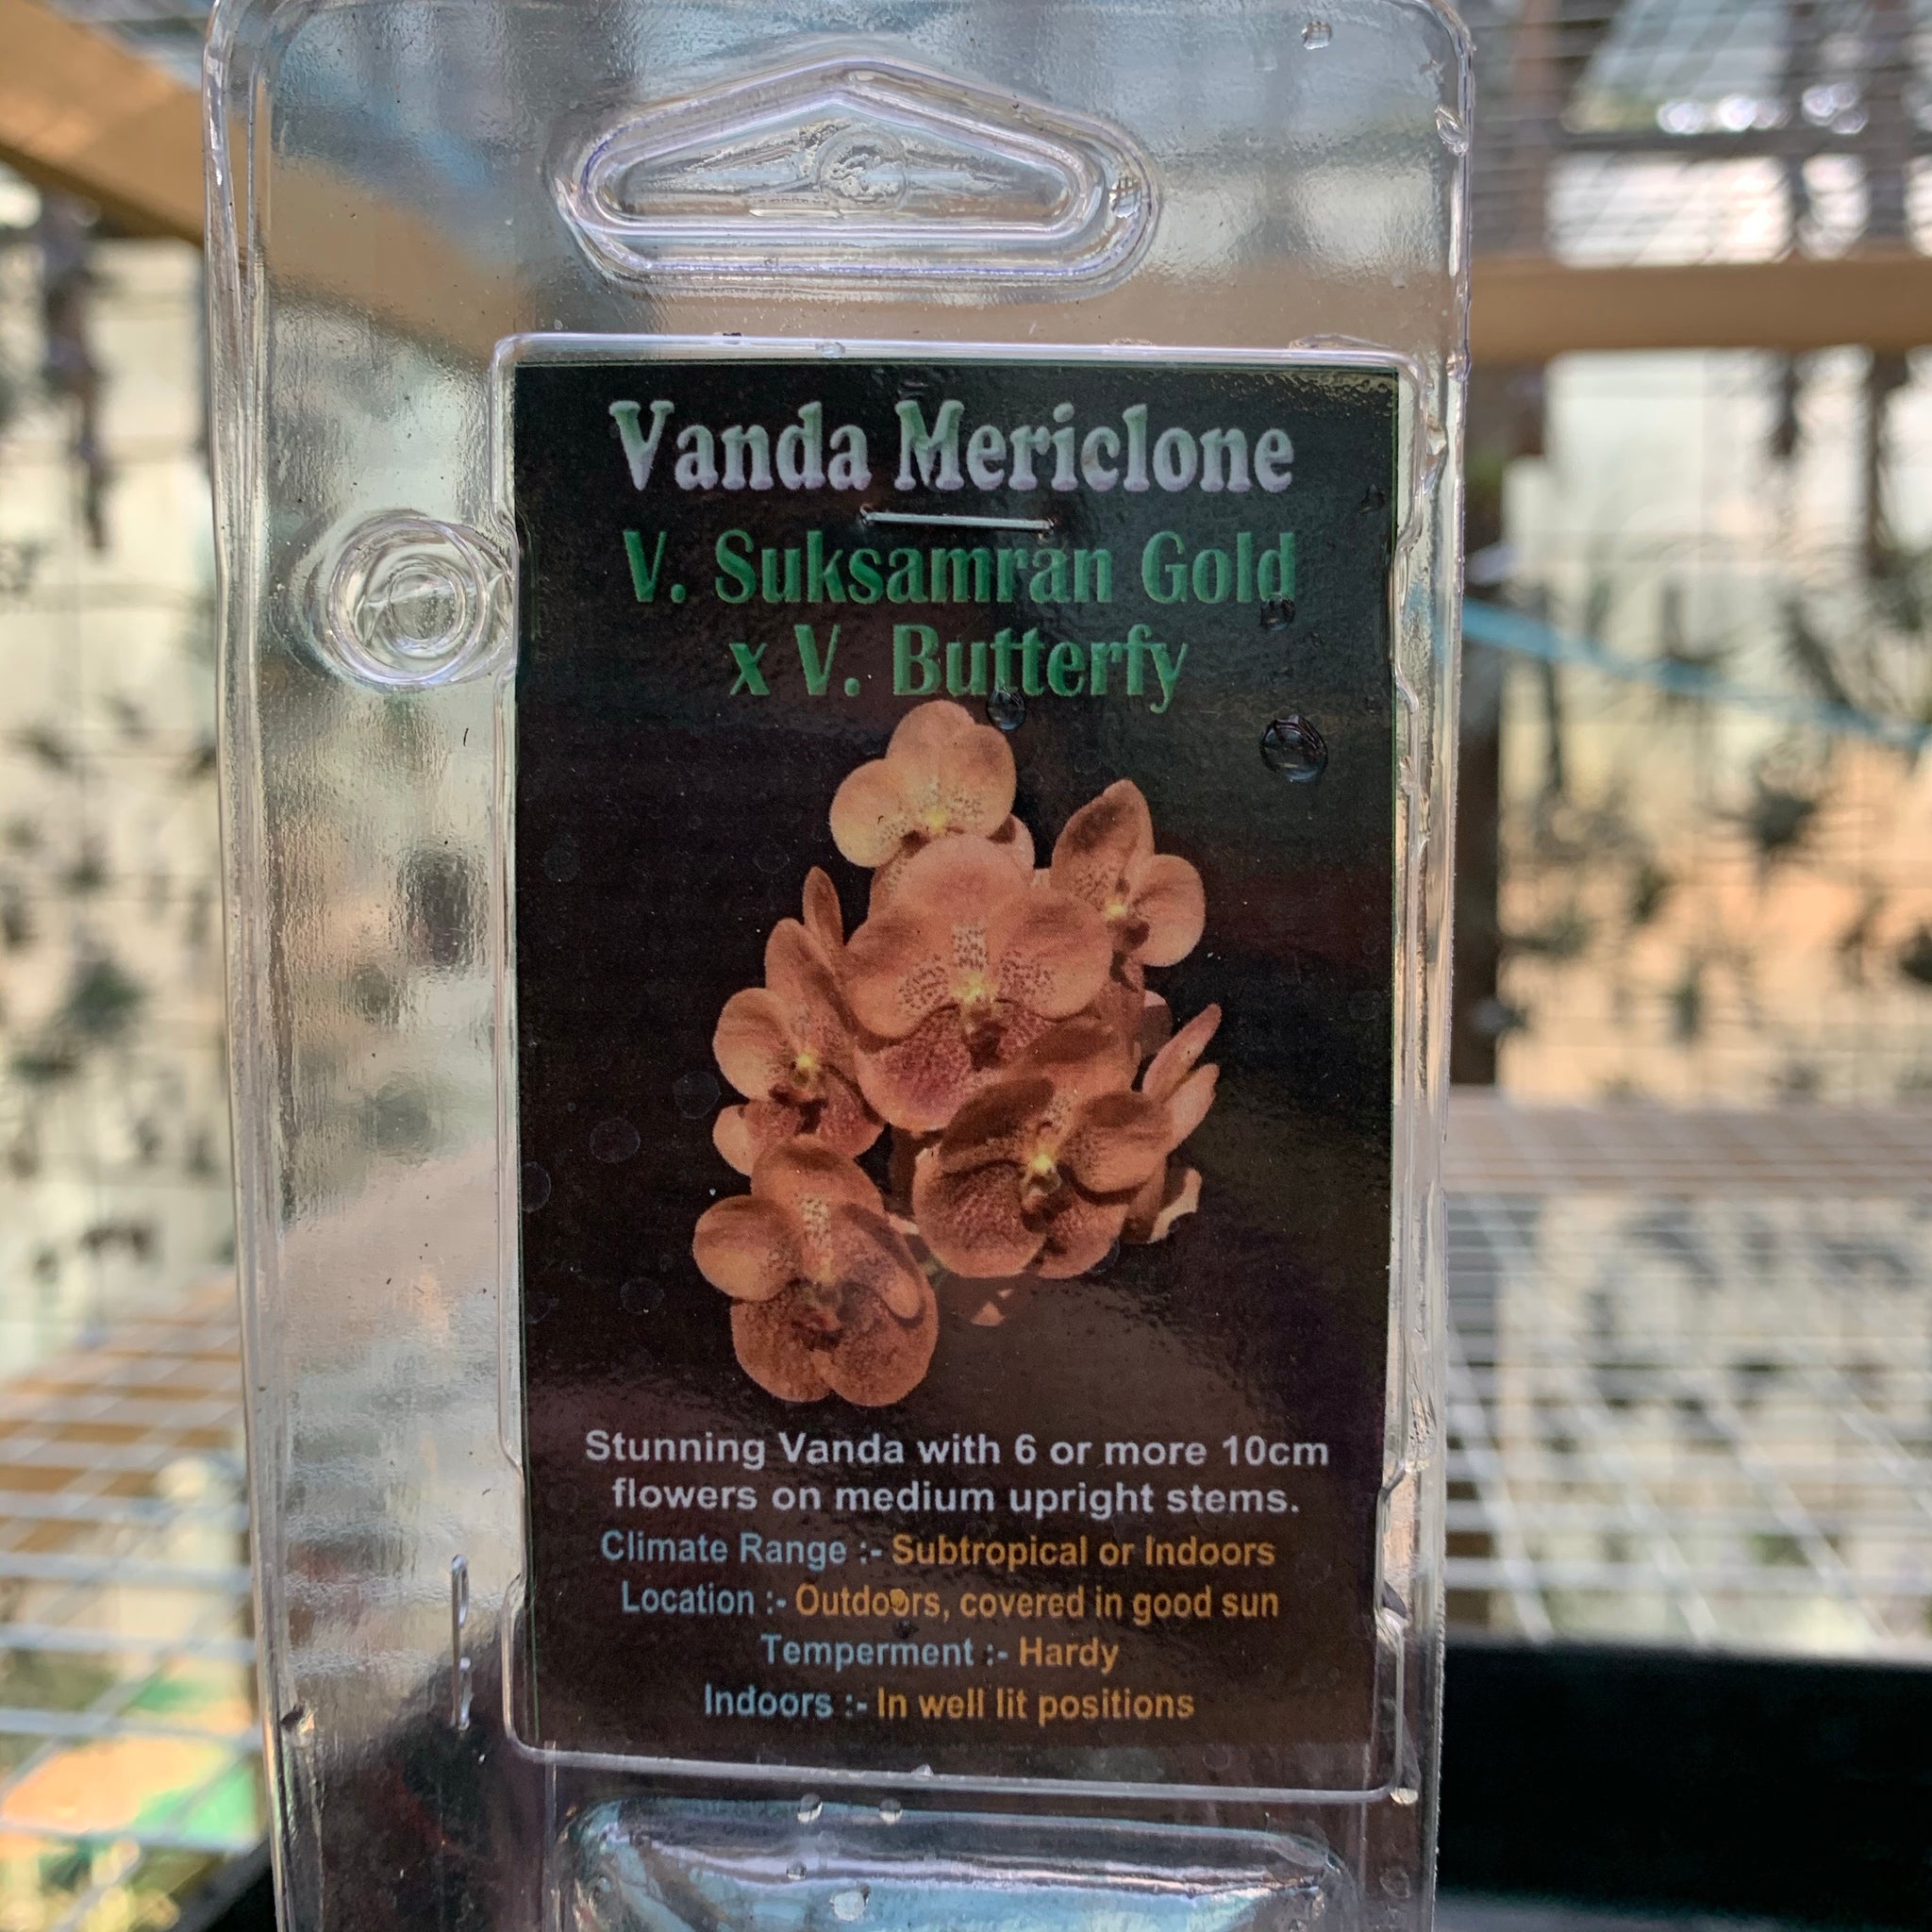 Vanda Mericlone
V. Suksamran Gold
x V. Butterfy
Stunning Vanda with 6 or more 10cm
flowers on medium upright stems.
Climate Range :- Subtropical or Indoors
Location :- Outdoors, covered in good sun
Temperment :- Hardy
Indoors :- In well lit positions